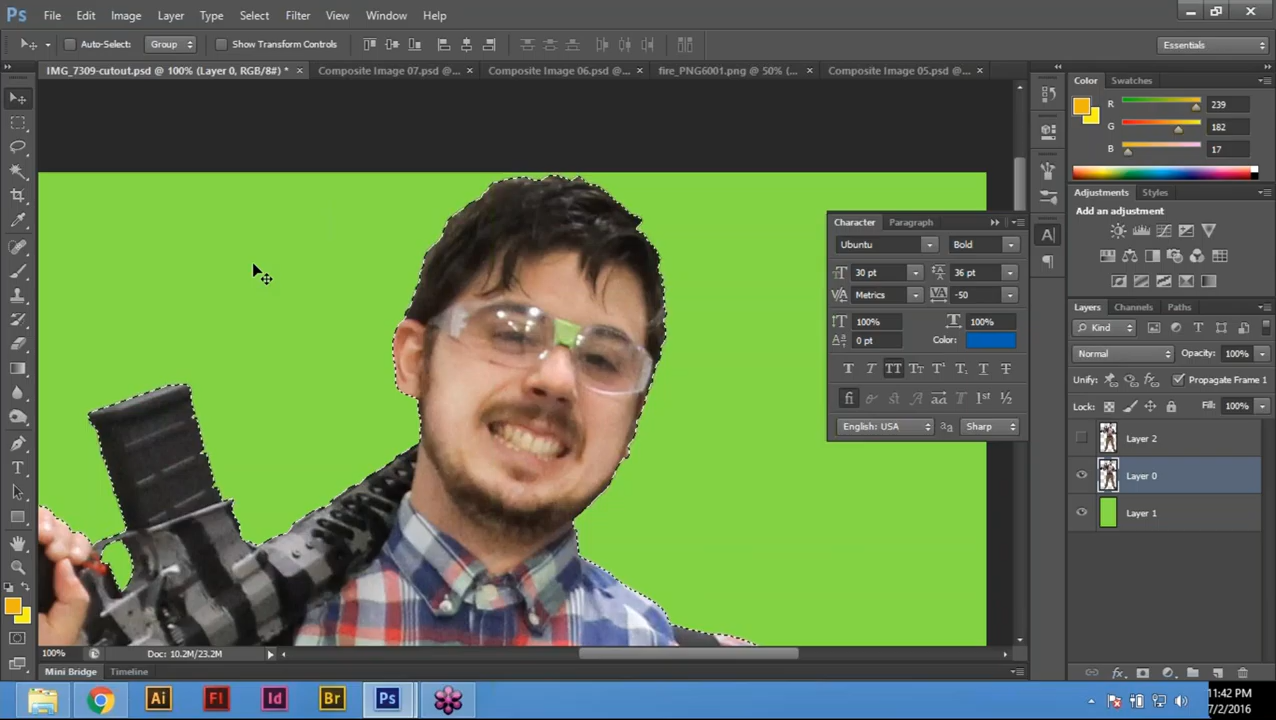 Ps File Edit Image Layer Type Select Filter View Window Help
Auto-Select: Group Show Transform Controls Essentials
IMG_7309-cutout.psd @ 100% (Layer 0, RGB/8#) * × Composite Image 07.psd @... × Composite Image 06.psd @... × fire_PNG6001.png @ 50% (... × Composite Image 05.psd @... ×
Color Swatches
R 239
G 182
B 17
Adjustments Styles
Add an adjustment
Character Paragraph
Ubuntu Bold
30 pt 36 pt
Metrics -50
100% 100%
0 pt Color:
English: USA Sharp
Layers Channels Paths
Kind
Normal Opacity: 100%
Unify: Propagate Frame 1
Lock: Fill: 100%
Layer 2
Layer 0
Layer 1
100% Doc: 10.2M/23.2M
Mini Bridge Timeline
Ai Fl Id Br Ps
11:42 PM
7/2/2016